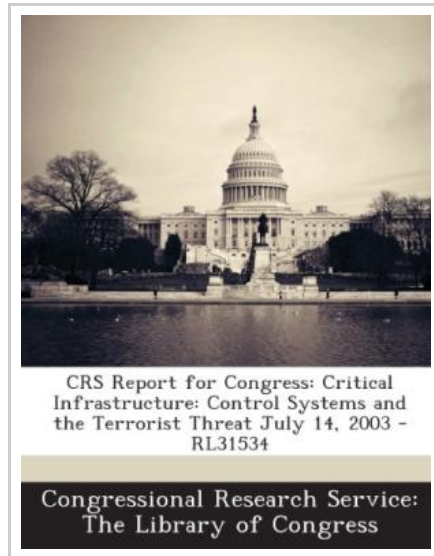 CRS Report for Congress: Critical
Infrastructure: Control Systems and
the Terrorist Threat July 14, 2003 -
RL31534
Congressional Research Service:
The Library of Congress